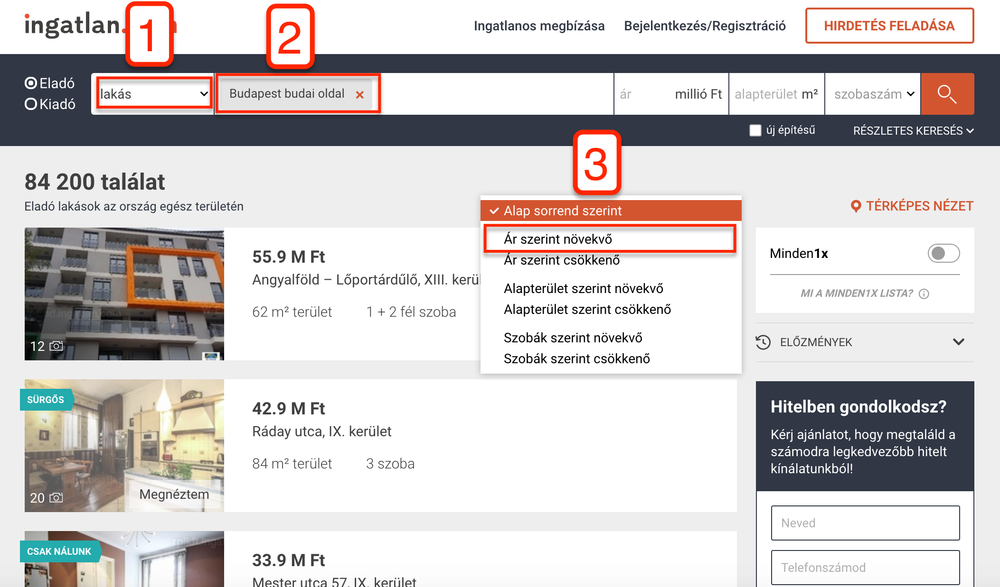 ingatlan.
1
2
Ingatlanos megbízása
Bejelentkezés/Regisztráció
HIRDETÉS FELADÁSA
Eladó
Kiadó
lakás
Budapest budai oldal
ár
millió Ft
alapterület m²
szobaszám
új építésű
RÉSZLETES KERESÉS
3
84 200 találat
Eladó lakások az ország egész területén
TÉRKÉPES NÉZET
Alap sorrend szerint
Ár szerint növekvő
Ár szerint csökkenő
Alapterület szerint növekvő
Alapterület szerint csökkenő
Szobák szerint növekvő
Szobák szerint csökkenő
55.9 M Ft
Angyalföld – Lőportárdűlő, XIII. kerül
62 m² terület
1 + 2 fél szoba
12
Minden1x
MI A MINDEN1X LISTA?
ELŐZMÉNYEK
SÜRGŐS
42.9 M Ft
Ráday utca, IX. kerület
84 m² terület
3 szoba
20
Megnéztem
Hitelben gondolkodsz?
Kérj ajánlatot, hogy megtaláld a
számodra legkedvezőbb hitelt
kínálatunkból!
Neved
Telefonszámod
CSAK NÁLUNK
33.9 M Ft
Mester utca 57, IX. kerület